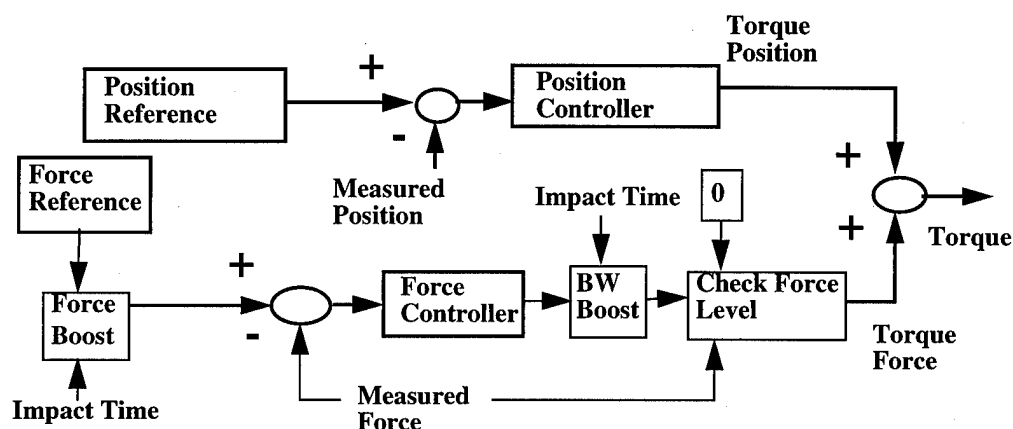 Torque
Position
+
Position
Reference
Position
Controller
-
Force
Reference
Measured
Position
Impact Time
0
+
+
Torque
+
Force
Boost
-
Force
Controller
BW
Boost
Check Force
Level
Torque
Force
Impact Time
Measured
Force